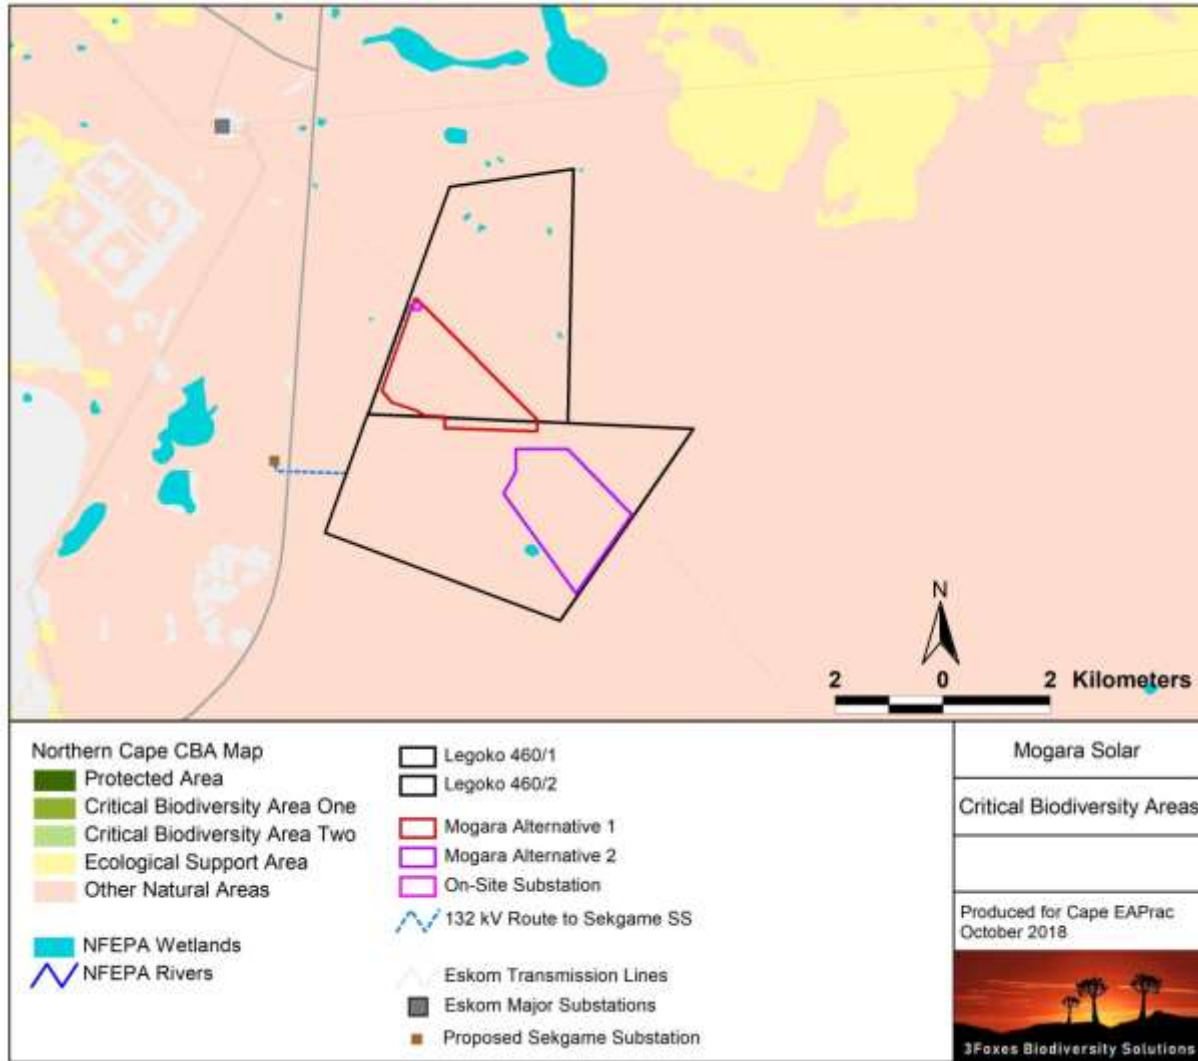 N
2 0 2 Kilometers
Northern Cape CBA Map
Protected Area
Critical Biodiversity Area One
Critical Biodiversity Area Two
Ecological Support Area
Other Natural Areas
NFEPA Wetlands
NFEPA Rivers
Legoko 460/1
Legoko 460/2
Mogara Alternative 1
Mogara Alternative 2
On-Site Substation
132 kV Route to Sekgame SS
Eskom Transmission Lines
Eskom Major Substations
Proposed Sekgame Substation
Mogara Solar
Critical Biodiversity Areas
Produced for Cape EAPrac
October 2018
3Foxes Biodiversity Solutions